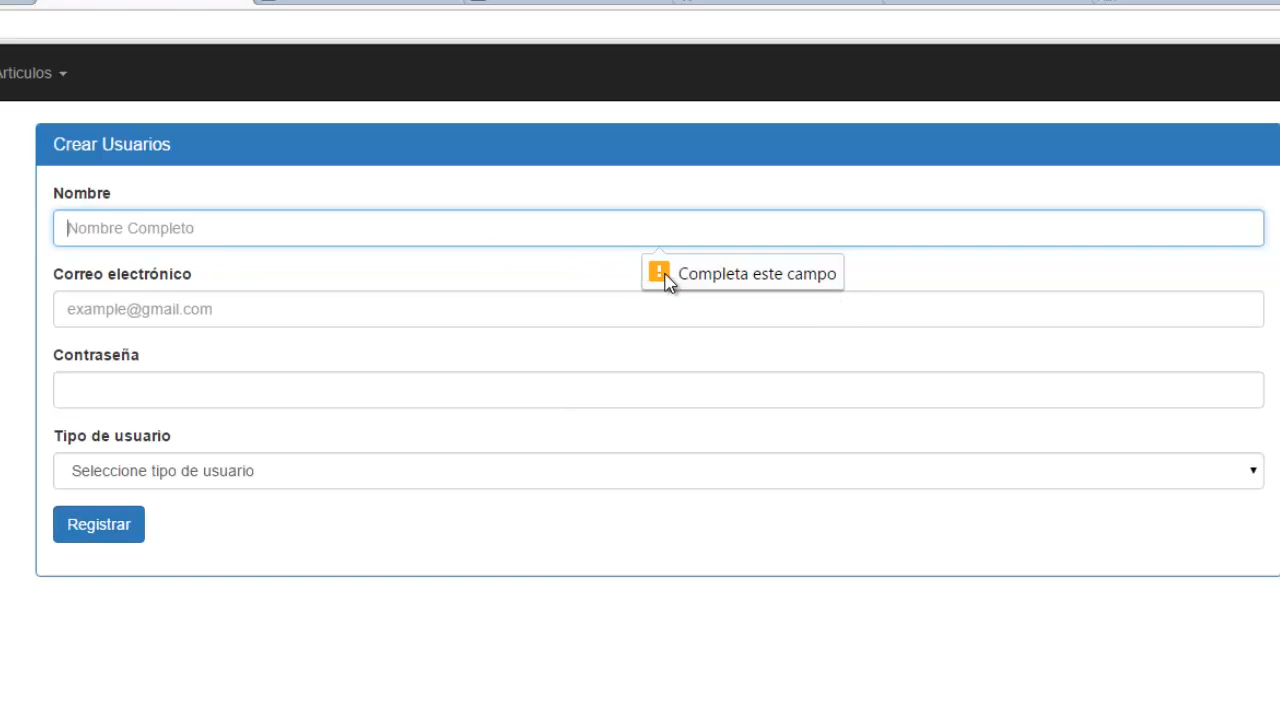 Articulos
Crear Usuarios
Nombre
Nombre Completo
! Completa este campo
Correo electrónico
example@gmail.com
Contraseña
Tipo de usuario
Seleccione tipo de usuario
Registrar